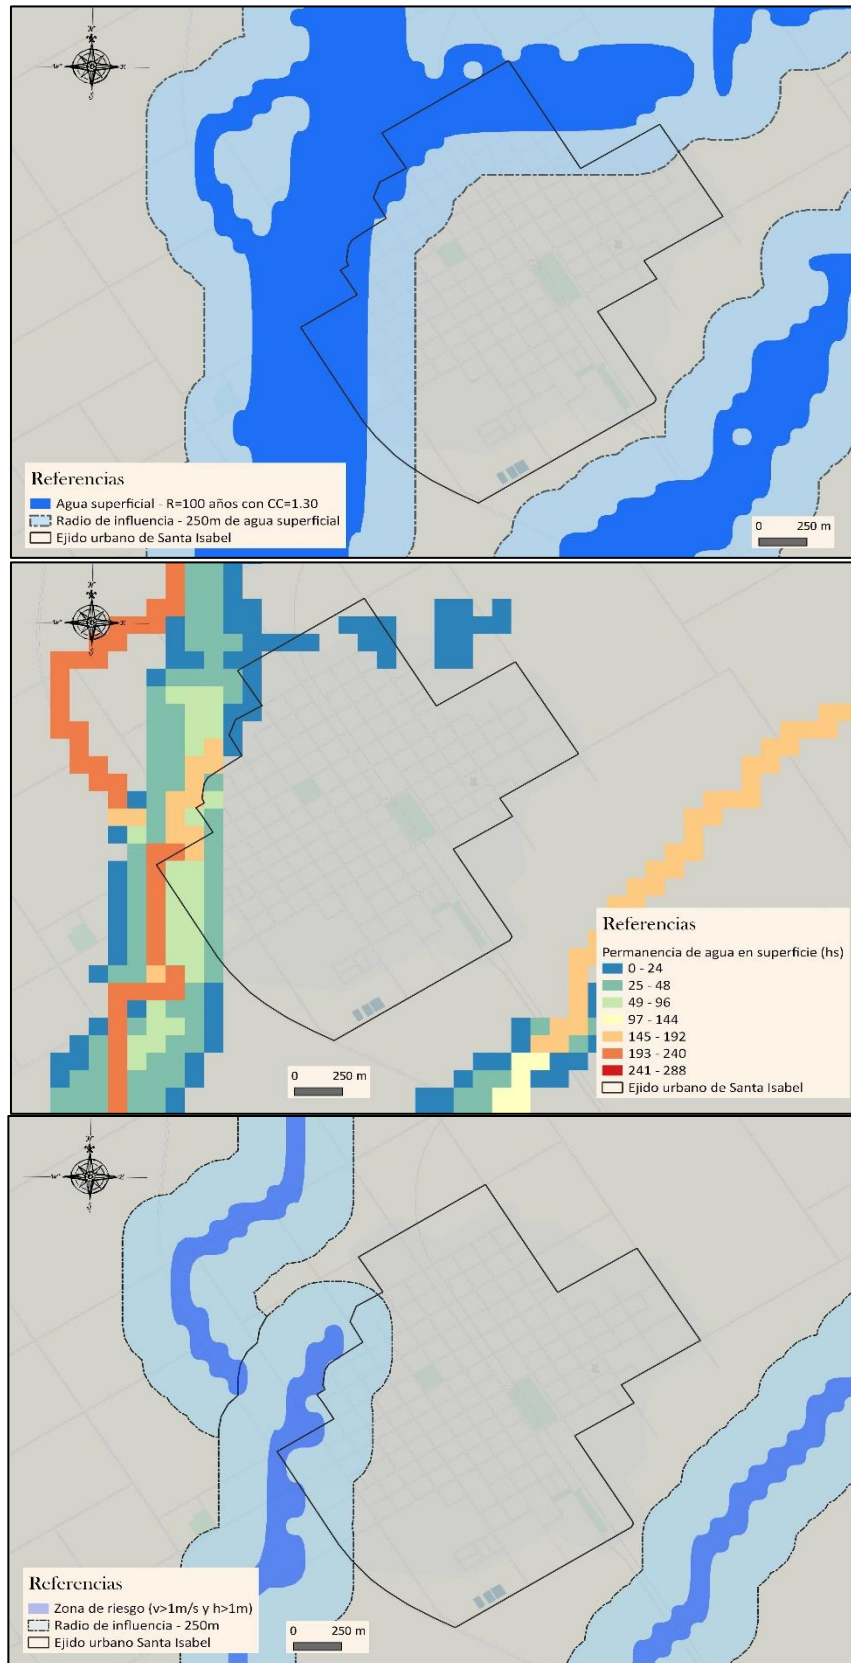 N
W
E
S
Referencias
Agua superficial - R=100 años con CC=1.30
Radio de influencia - 250m de agua superficial
Ejido urbano de Santa Isabel
0 250 m
N
W
E
S
Referencias
Permanencia de agua en superficie (hs)
0 - 24
25 - 48
49 - 96
97 - 144
145 - 192
193 - 240
241 - 288
Ejido urbano de Santa Isabel
0 250 m
N
W
E
S
Referencias
Zona de riesgo (v>1m/s y h>1m)
Radio de influencia - 250m
Ejido urbano Santa Isabel
0 250 m